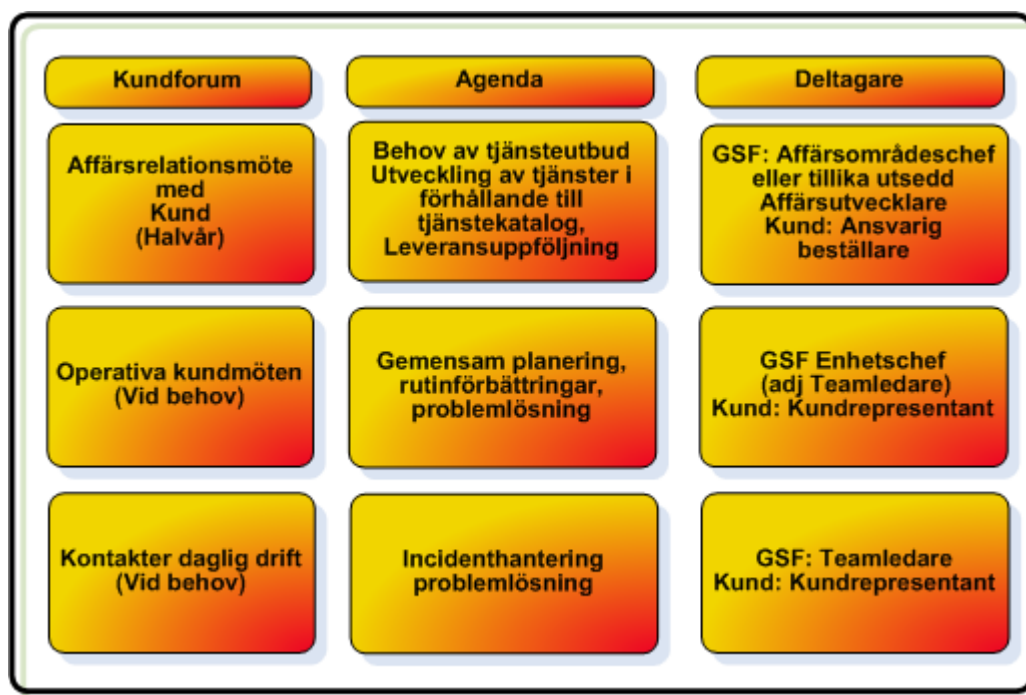 Kundforum
Agenda
Deltagare
Affärsrelationsmöte
med
Kund
(Halvår)
Behov av tjänsteutbud
Utveckling av tjänster i
förhållande till
tjänstekatalog,
Leveransuppföljning
GSF: Affärsområdeschef
eller tillika utsedd
Affärsutvecklare
Kund: Ansvarig
beställare
Operativa kundmöten
(Vid behov)
Gemensam planering,
rutinförbättringar,
problemlösning
GSF Enhetschef
(adj Teamledare)
Kund: Kundrepresentant
Kontakter daglig drift
(Vid behov)
Incidenthantering
problemlösning
GSF: Teamledare
Kund: Kundrepresentant